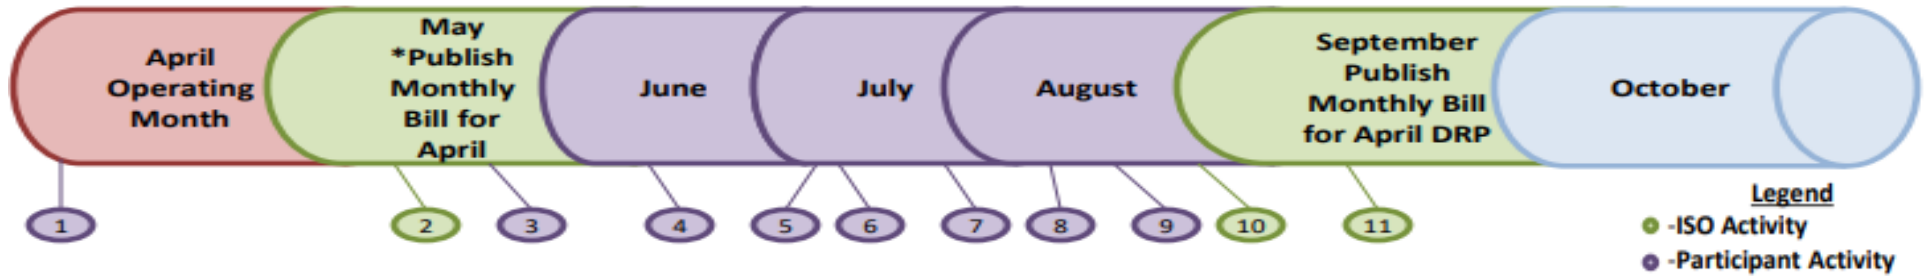 April
Operating
Month
May
*Publish
Monthly
Bill for
April
June
July
August
September
Publish
Monthly Bill
for April DRP
October
1
2
3
4
5
6
7
8
9
10
11
Legend
-ISO Activity
-Participant Activity